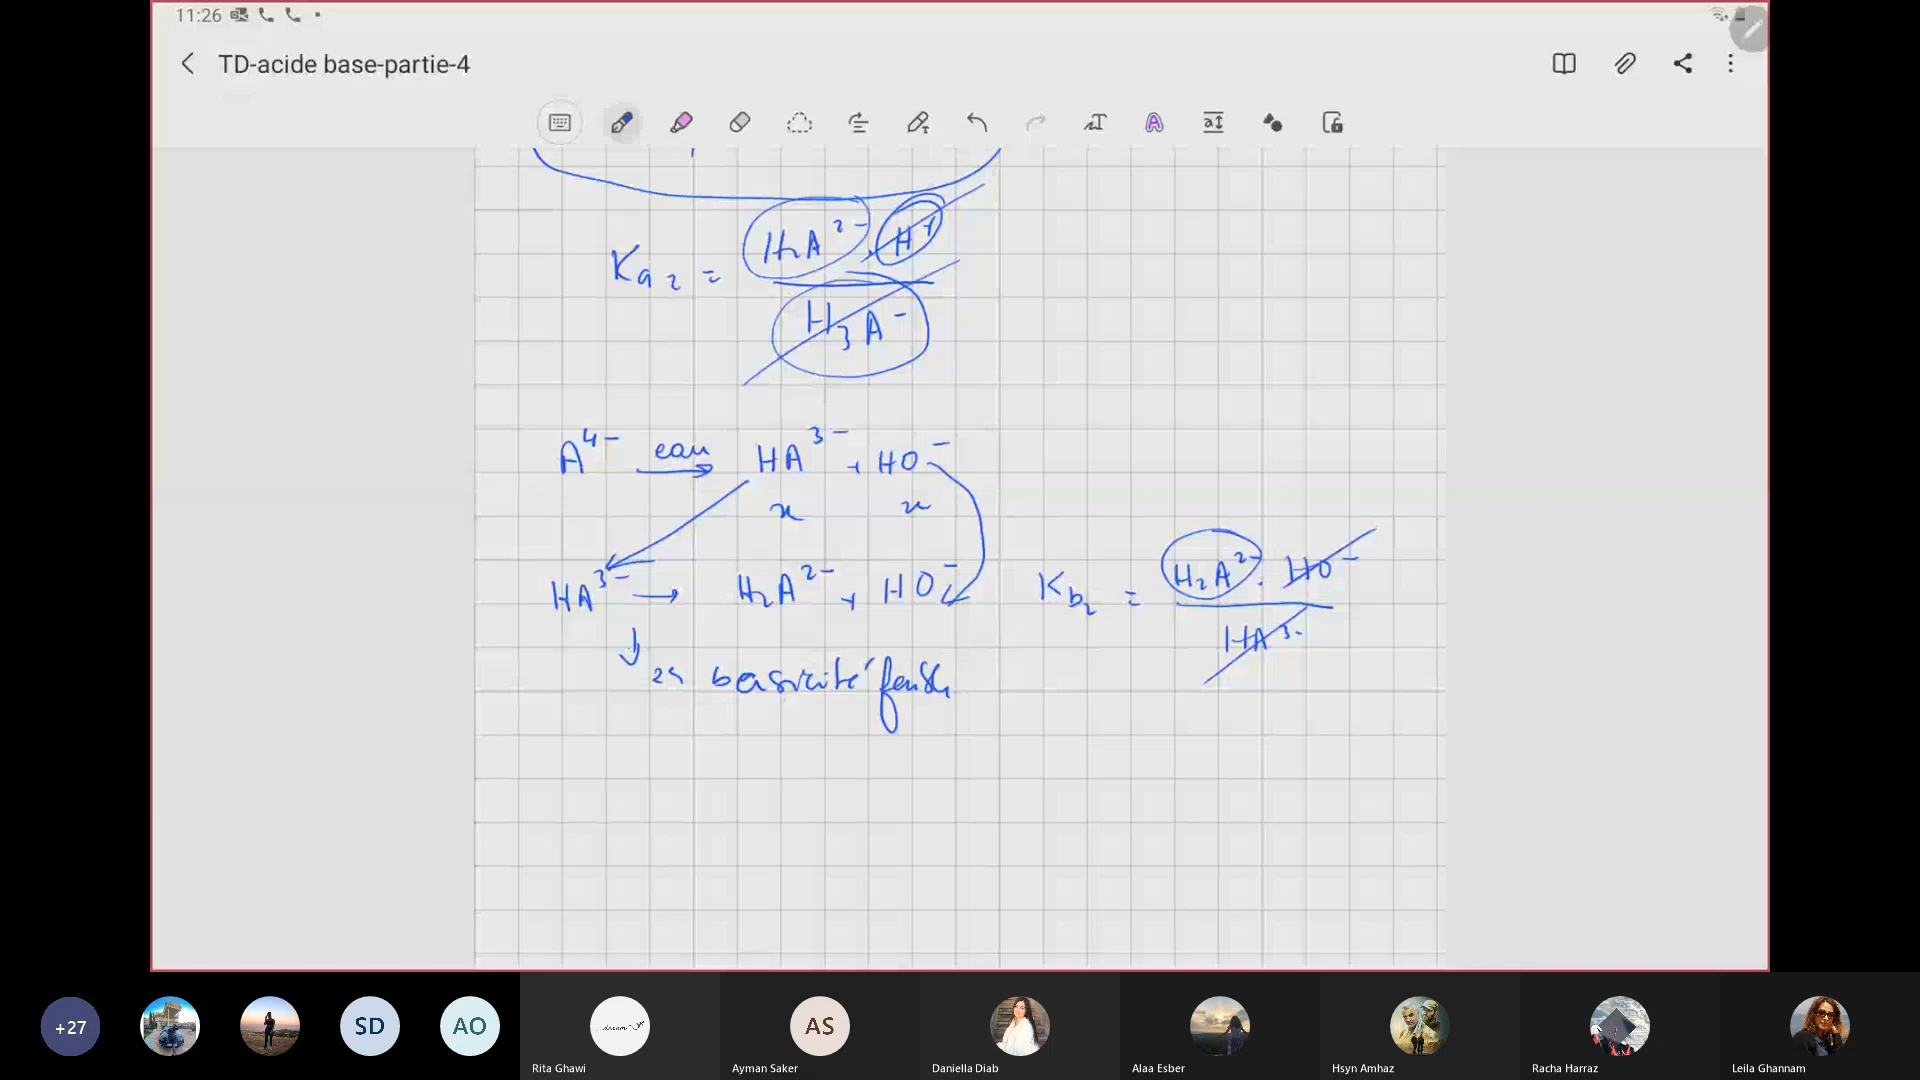 11:26
TD-acide base-partie-4
Ka2 = H2A²⁻ . H⁺
H3A⁻
A⁴⁻ eau → HA³⁻ + HO⁻
x x
HA³⁻ → H2A²⁻ + HO⁻
Kb2 = H2A²⁻ . HO⁻
HA³⁻
↓ basicité faible
+27
SD
AO
dream
AS
Rita Ghawi
Ayman Saker
Daniella Diab
Alaa Esber
Hsyn Amhaz
Racha Harraz
Leila Ghannam